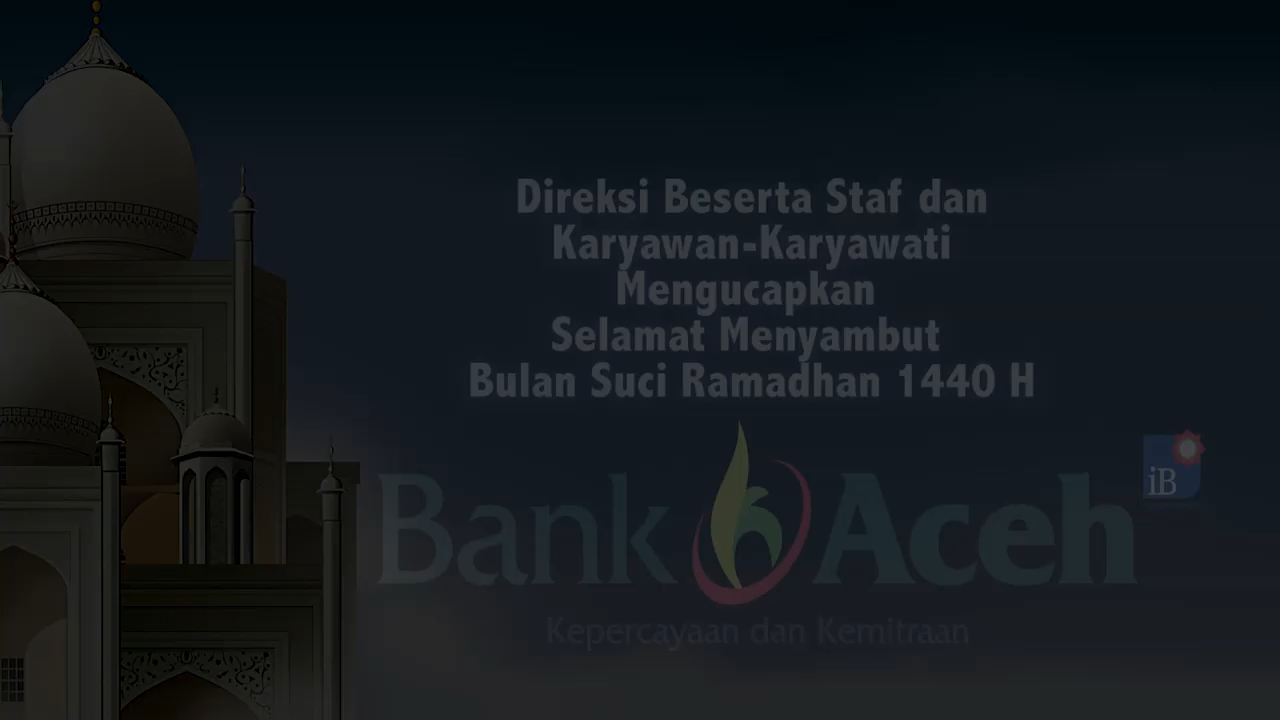 Direksi Beserta Staf dan
Karyawan-Karyawati
Mengucapkan
Selamat Menyambut
Bulan Suci Ramadhan 1440 H
iB
Bank Aceh
Kepercayaan dan Kemitraan